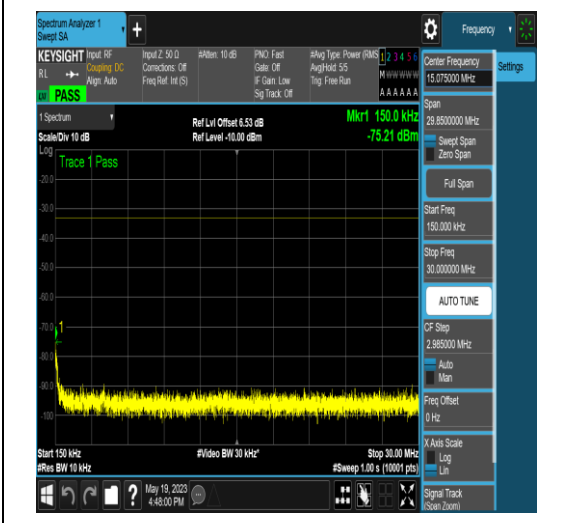 Spectrum Analyzer 1
Swept SA
+
Frequency
KEYSIGHT
RL
PASS
Input: RF
Coupling: DC
Align: Auto
Input Z: 50 Ω
Corrections: Off
Freq Ref: Int (S)
#Atten: 10 dB
PNO: Fast
Gate: Off
IF Gain: Low
Sig Track: Off
#Avg Type: Power (RMS
Avg|Hold: 5/5
Trig: Free Run
1 2 3 4 5 6
M W W W W W
A A A A A A
1 Spectrum
Scale/Div 10 dB
Ref Lvl Offset 6.53 dB
Ref Level -10.00 dBm
Mkr1 150.0 kHz
-75.21 dBm
Log
Trace 1 Pass
-20.0
-30.0
-40.0
-50.0
-60.0
-70.0
1
-80.0
-90.0
-100
Start 150 kHz
#Res BW 10 kHz
#Video BW 30 kHz*
Stop 30.00 MHz
#Sweep 1.00 s (10001 pts)
May 19, 2023
4:48:00 PM
?
Center Frequency
15.075000 MHz
Span
29.8500000 MHz
Swept Span
Zero Span
Full Span
Start Freq
150.000 kHz
Stop Freq
30.000000 MHz
AUTO TUNE
CF Step
2.985000 MHz
Auto
Man
Freq Offset
0 Hz
X Axis Scale
Log
Lin
Signal Track
(Span Zoom)
Settings